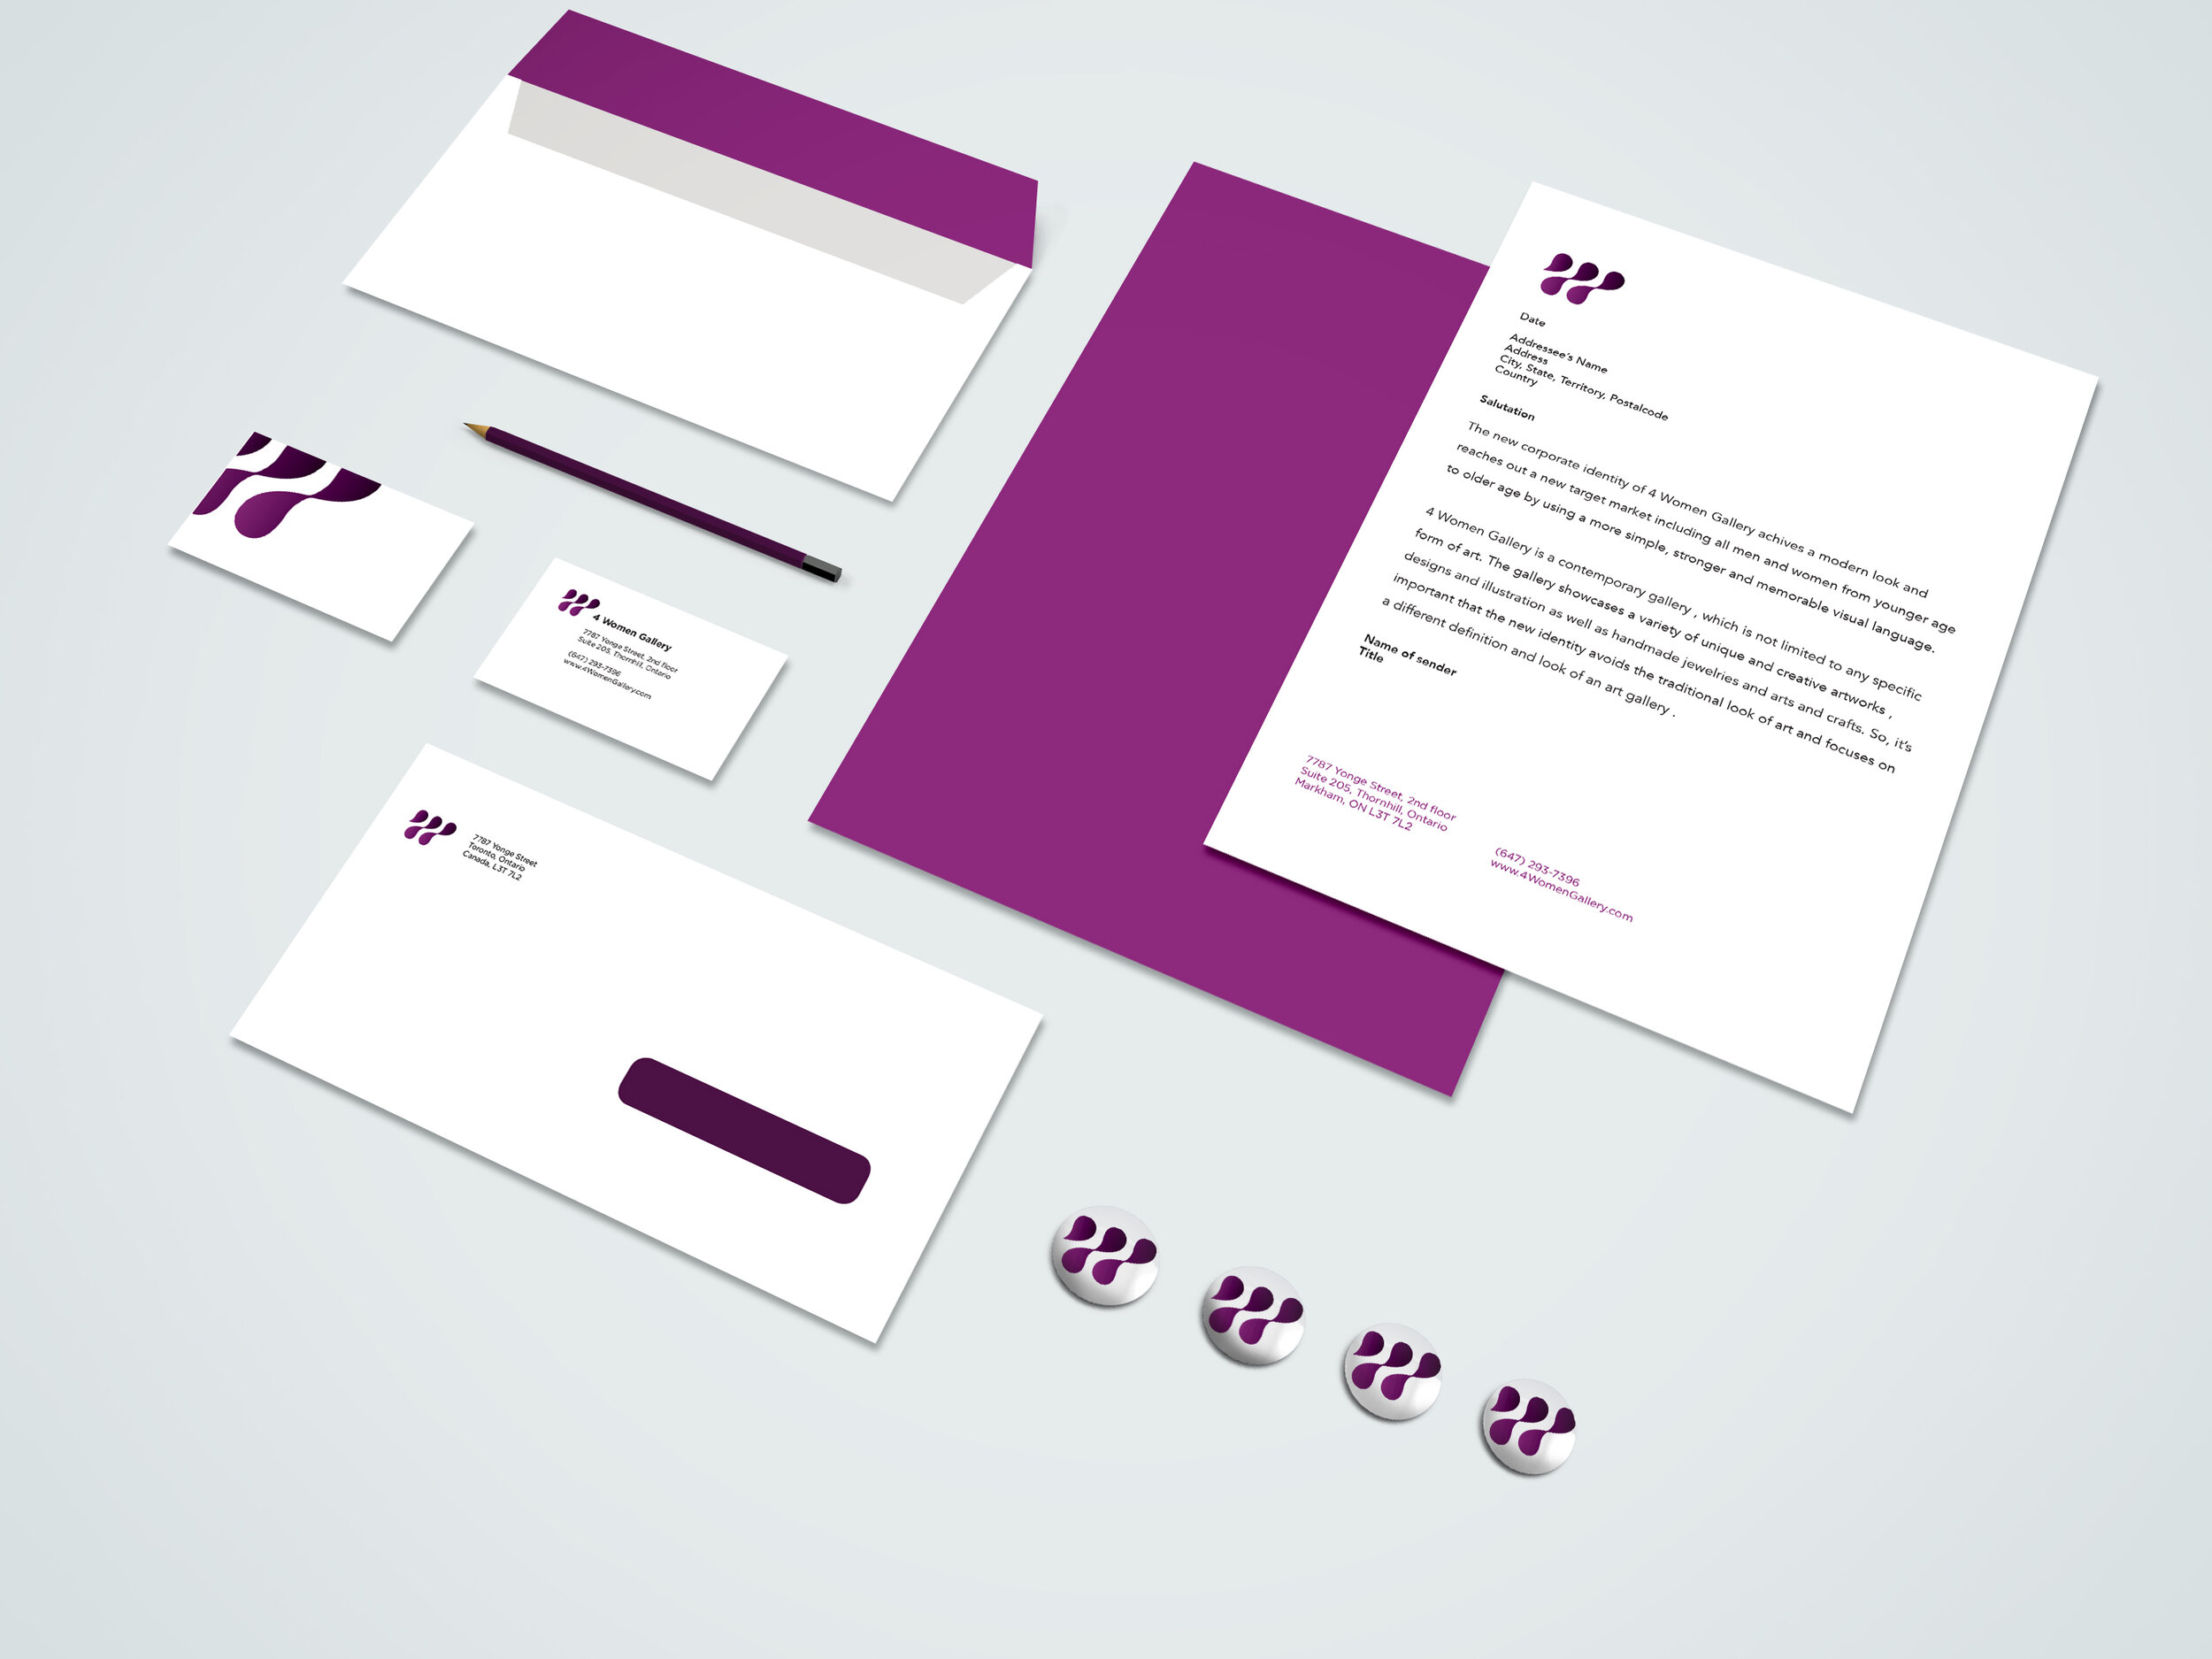 Date
Addressee's Name
Address
City, State, Territory, Postalcode
Country
Salutation
The new corporate identity of 4 Women Gallery achives a modern look and
reaches out a new target market including all men and women from younger age
to older age by using a more simple, stronger and memorable visual language.
4 Women Gallery is a contemporary gallery , which is not limited to any specific
form of art. The gallery showcases a variety of unique and creative artworks ,
designs and illustration as well as handmade jewelries and arts and crafts. So, it's
important that the new identity avoids the traditional look of art and focuses on
a different definition and look of an art gallery .
Name of sender
Title
7787 Yonge Street, 2nd floor
Suite 205, Thornhill, Ontario
Markham, ON L3T 7L2
(647) 293-7396
www.4WomenGallery.com
4 Women Gallery
7787 Yonge Street, 2nd floor
Suite 205, Thornhill, Ontario
(647) 293-7396
www.4WomenGallery.com
7787 Yonge Street
Toronto, Ontario
Canada, L3T 7L2